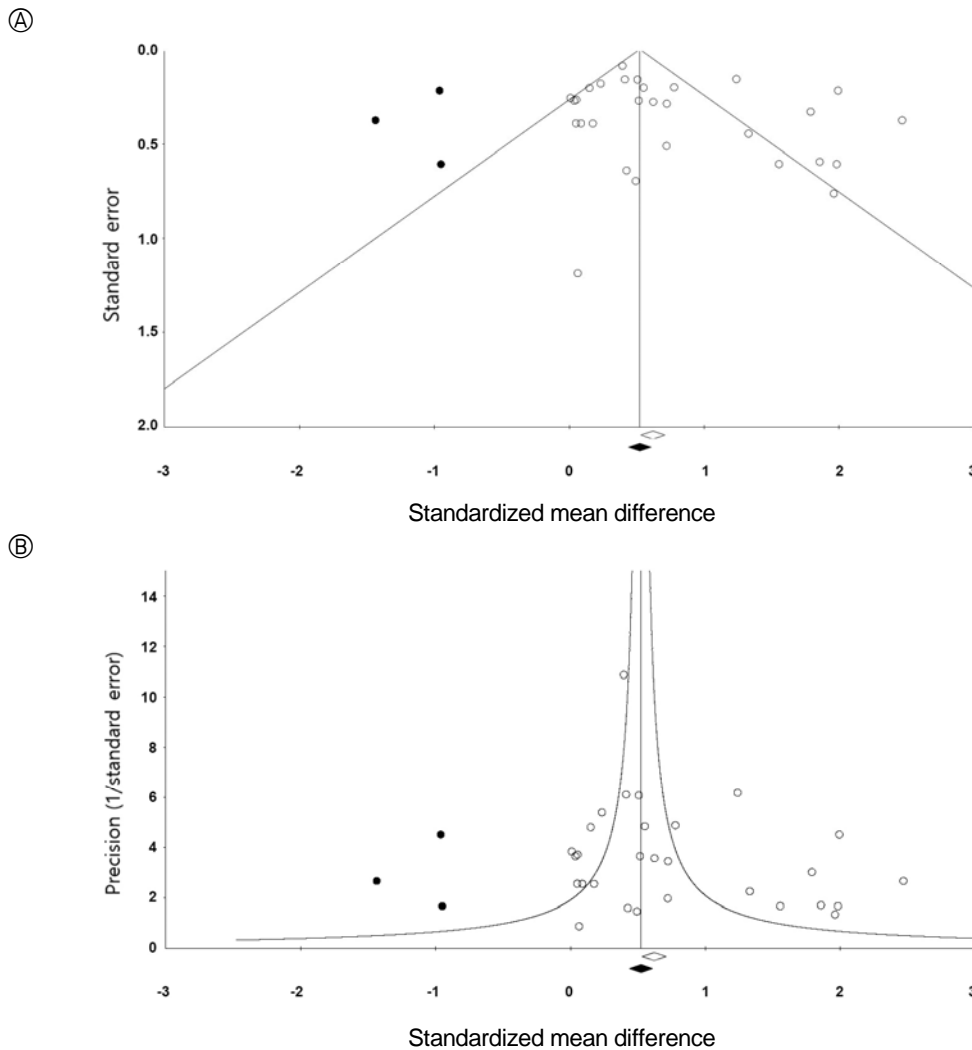 Ⓐ
0.0
0.5
1.0
1.5
2.0
Standard error
-3 -2 -1 0 1 2 3
Standardized mean difference
Ⓑ
14
12
10
8
6
4
2
0
Precision (1/standard error)
-3 -2 -1 0 1 2 3
Standardized mean difference